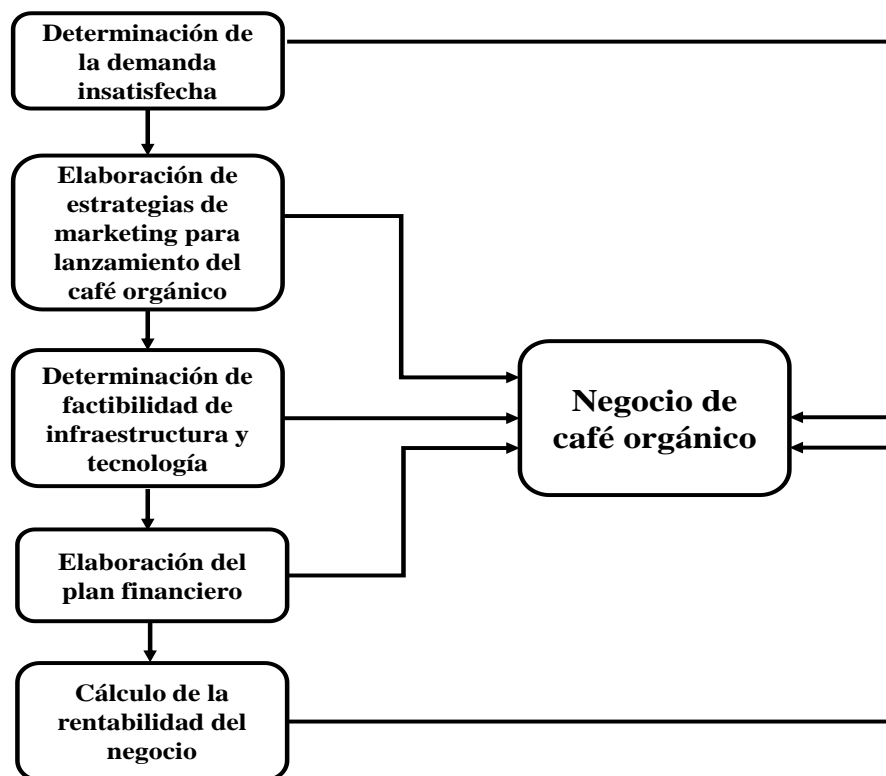 Determinación de
la demanda
insatisfecha
Elaboración de
estrategias de
marketing para
lanzamiento del
café orgánico
Determinación de
factibilidad de
infraestructura y
tecnología
Negocio de
café orgánico
Elaboración del
plan financiero
Cálculo de la
rentabilidad del
negocio